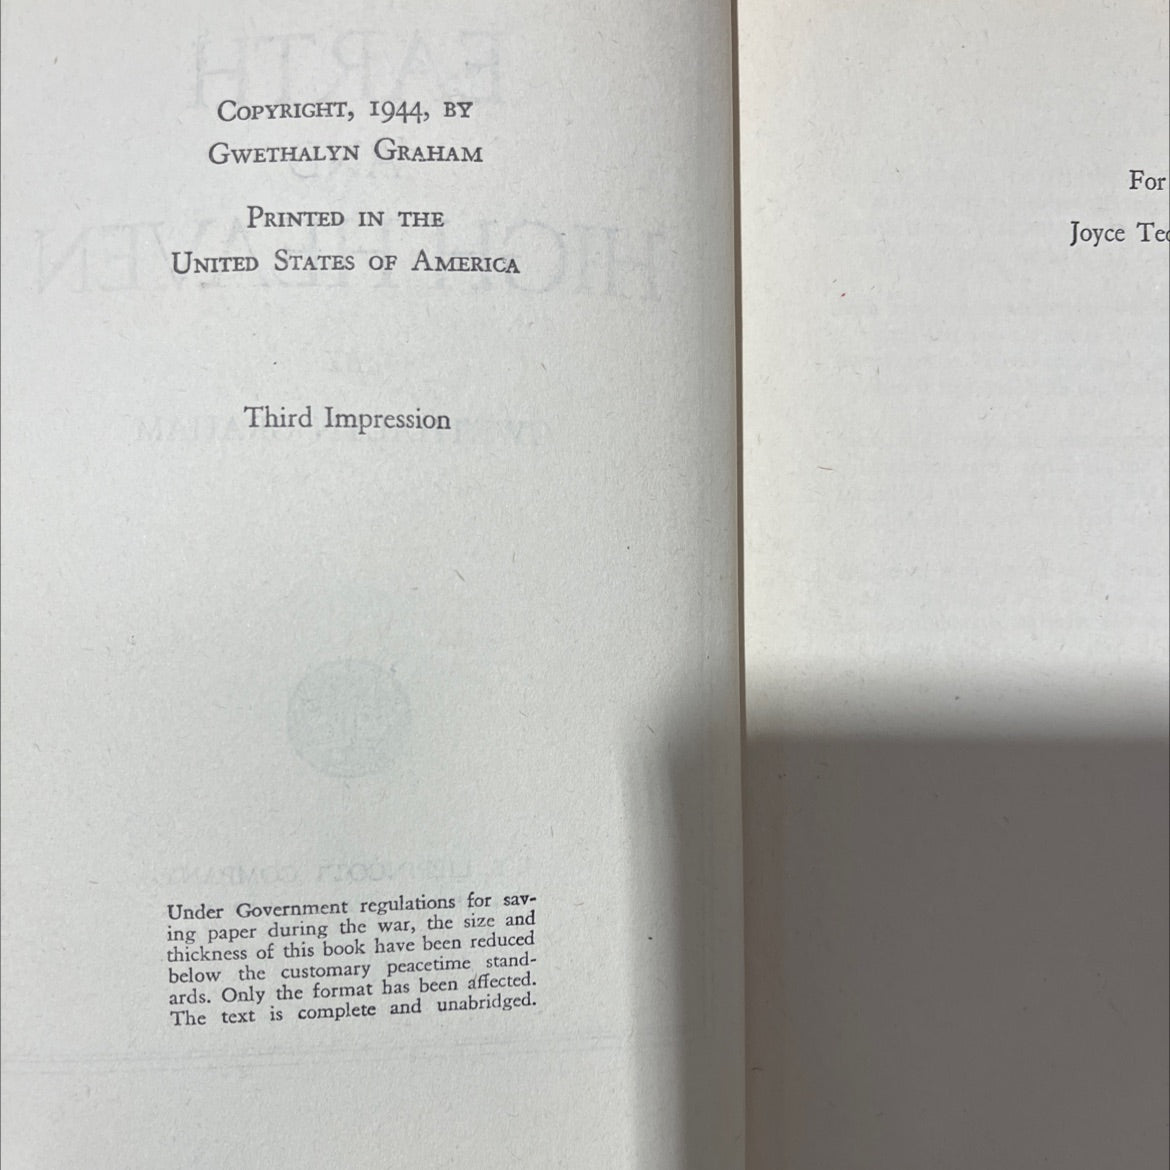 Copyright, 1944, by
Gwethalyn Graham
Printed in the
United States of America
Third Impression
Under Government regulations for sav-
ing paper during the war, the size and
thickness of this book have been reduced
below the customary peacetime stand-
ards. Only the format has been affected.
The text is complete and unabridged.
For
Joyce